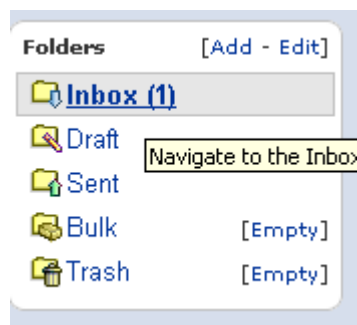 Folders [Add - Edit]
Inbox (1)
Draft
Navigate to the Inbox
Sent
Bulk [Empty]
Trash [Empty]